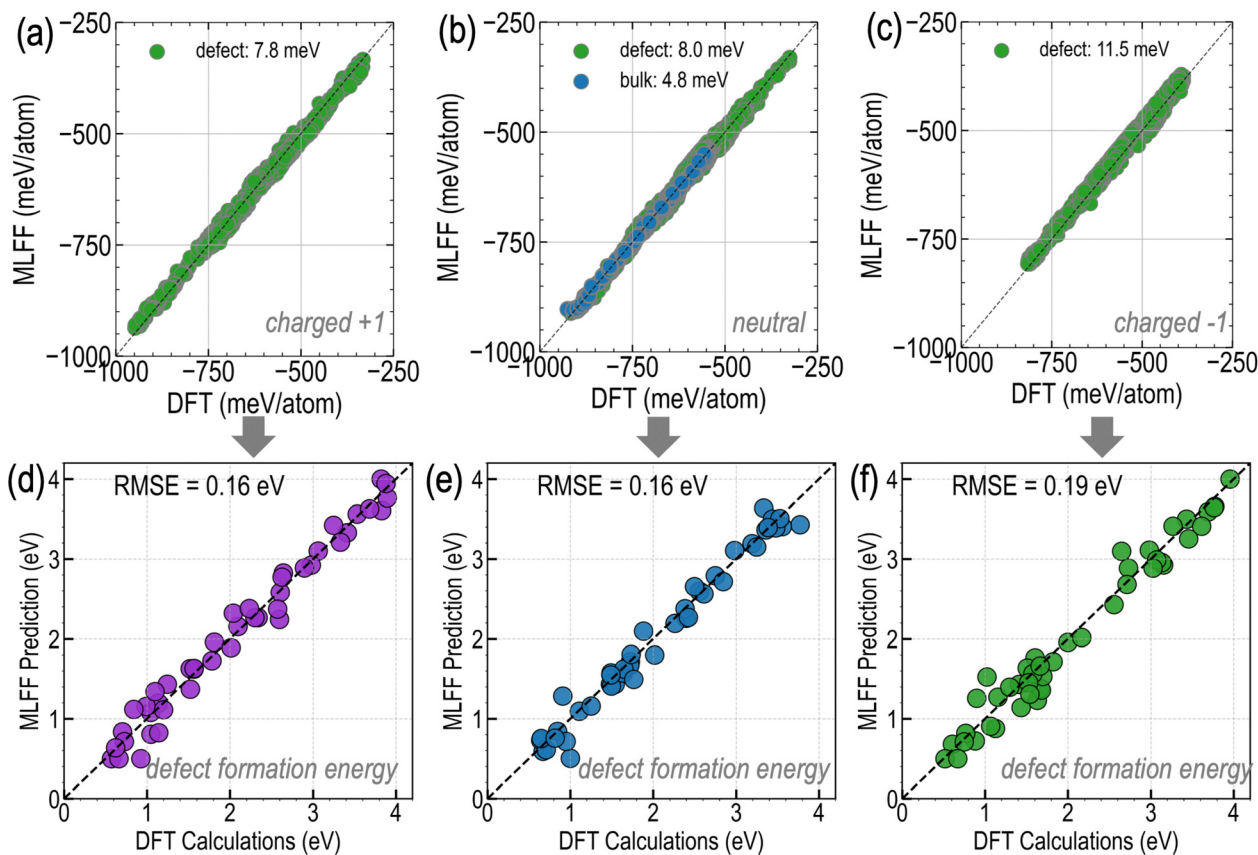 (a)
defect: 7.8 meV
−250
−500
−750
−1000
MLFF (meV/atom)
charged +1
−1000 −750 −500 −250
DFT (meV/atom)
(b)
defect: 8.0 meV
bulk: 4.8 meV
−250
−500
−750
−1000
MLFF (meV/atom)
neutral
−1000 −750 −500 −250
DFT (meV/atom)
(c)
defect: 11.5 meV
−250
−500
−750
−1000
MLFF (meV/atom)
charged -1
−1000 −750 −500 −250
DFT (meV/atom)
(d)
RMSE = 0.16 eV
4
3
2
1
0
MLFF Prediction (eV)
defect formation energy
0 1 2 3 4
DFT Calculations (eV)
(e)
RMSE = 0.16 eV
4
3
2
1
0
MLFF Prediction (eV)
defect formation energy
0 1 2 3 4
DFT Calculations (eV)
(f)
RMSE = 0.19 eV
4
3
2
1
0
MLFF Prediction (eV)
defect formation energy
0 1 2 3 4
DFT Calculations (eV)